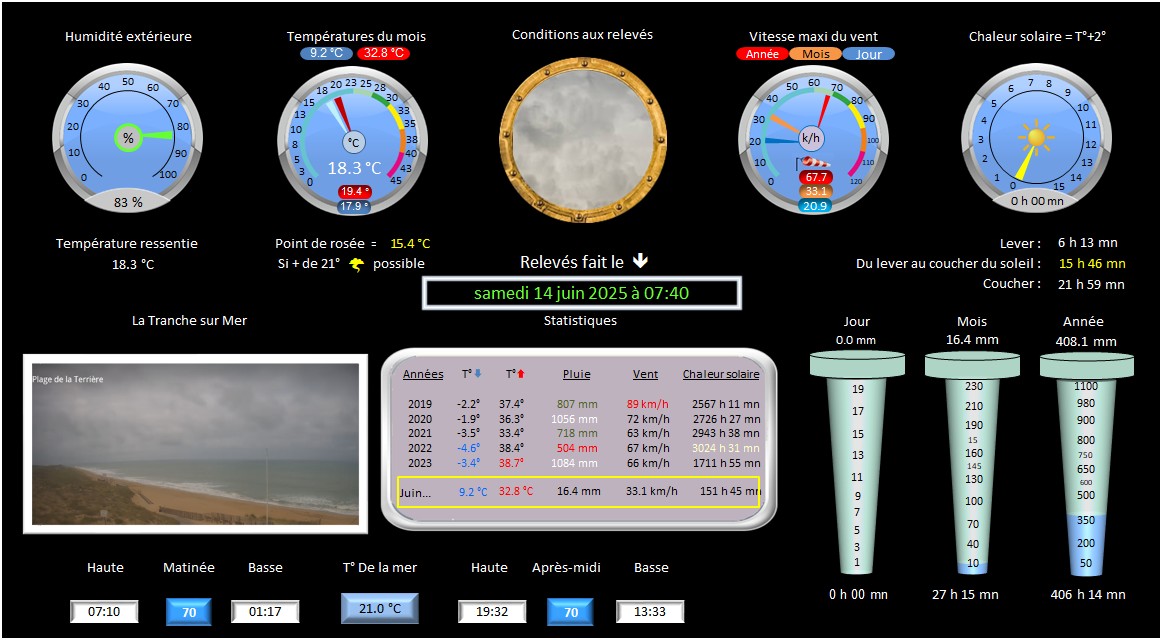 Humidité extérieure
Températures du mois
9.2 °C 32.8 °C
Conditions aux relevés
Vitesse maxi du vent
Année Mois Jour
Chaleur solaire = T°+2°
0 10 20 30 40 50 60 70 80 90 100
%
83 %
0 3 5 8 10 13 15 18 20 23 25 28 30 33 35 38 40 43 45
°C
18.3 °C
19.4 °
17.9 °
0 10 20 30 40 50 60 70 80 90 100 110 120
k/h
67.7
33.1
20.9
0 1 2 3 4 5 6 7 8 9 10 11 12 13 14 15
0 h 00 mn
Température ressentie
18.3 °C
Point de rosée = 15.4 °C
Si + de 21° possible
Relevés fait le
samedi 14 juin 2025 à 07:40
Lever : 6 h 13 mn
Du lever au coucher du soleil : 15 h 46 mn
Coucher : 21 h 59 mn
La Tranche sur Mer
Plage de la Terrière
Statistiques
Années T° T° Pluie Vent Chaleur solaire
2019 -2.2° 37.4° 807 mm 89 km/h 2567 h 11 mn
2020 -1.9° 36.3° 1056 mm 72 km/h 2726 h 27 mn
2021 -3.5° 33.4° 718 mm 63 km/h 2943 h 38 mn
2022 -4.6° 38.4° 504 mm 67 km/h 3024 h 31 mn
2023 -3.4° 38.7° 1084 mm 66 km/h 1711 h 55 mn
Juin... 9.2 °C 32.8 °C 16.4 mm 33.1 km/h 151 h 45 mn
Jour
0.0 mm
19
17
15
13
11
9
7
5
3
1
0 h 00 mn
Mois
16.4 mm
230
210
190
15
160
145
130
100
70
40
10
27 h 15 mn
Année
408.1 mm
1100
980
900
800
750
650
600
500
350
200
50
406 h 14 mn
Haute Matinée Basse
07:10 70 01:17
T° De la mer
21.0 °C
Haute Après-midi Basse
19:32 70 13:33